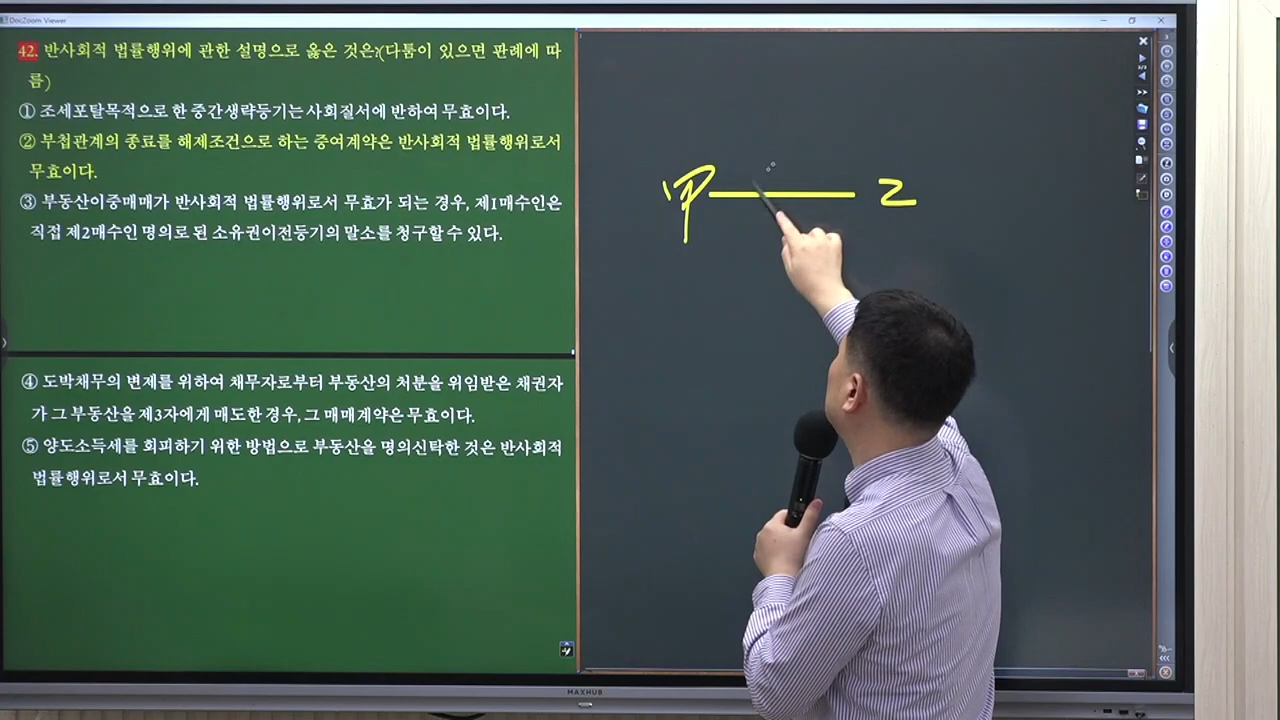 DocZoom Viewer
42. 반사회적 법률행위에 관한 설명으로 옳은 것은?(다툼이 있으면 판례에 따
름)
① 조세포탈목적으로 한 중간생략등기는 사회질서에 반하여 무효이다.
② 부첩관계의 종료를 해제조건으로 하는 증여계약은 반사회적 법률행위로서
무효이다.
③ 부동산이중매매가 반사회적 법률행위로서 무효가 되는 경우, 제1매수인은
직접 제2매수인 명의로 된 소유권이전등기의 말소를 청구할 수 있다.
④ 도박채무의 변제를 위하여 채무자로부터 부동산의 처분을 위임받은 채권자
가 그 부동산을 제3자에게 매도한 경우, 그 매매계약은 무효이다.
⑤ 양도소득세를 회피하기 위한 방법으로 부동산을 명의신탁한 것은 반사회적
법률행위로서 무효이다.
甲 乙
MAXHUB